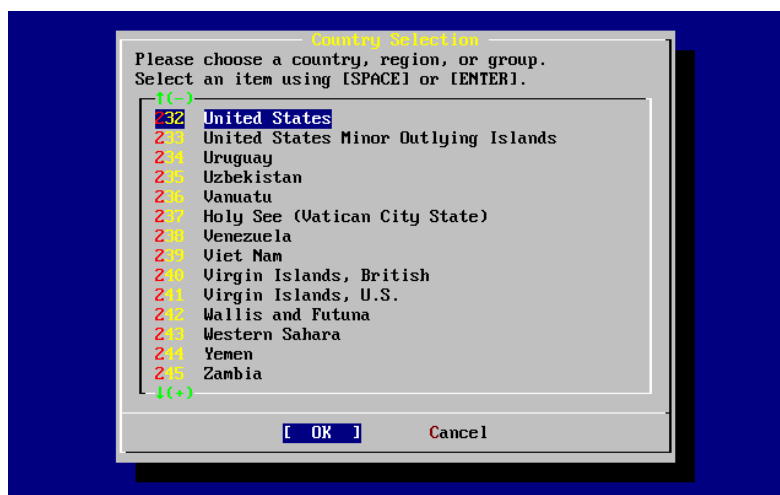 Country Selection
Please choose a country, region, or group.
Select an item using [SPACE] or [ENTER].
↑(-)
232 United States
233 United States Minor Outlying Islands
234 Uruguay
235 Uzbekistan
236 Vanuatu
237 Holy See (Vatican City State)
238 Venezuela
239 Viet Nam
240 Virgin Islands, British
241 Virgin Islands, U.S.
242 Wallis and Futuna
243 Western Sahara
244 Yemen
245 Zambia
↓(+)
[ OK ] Cancel